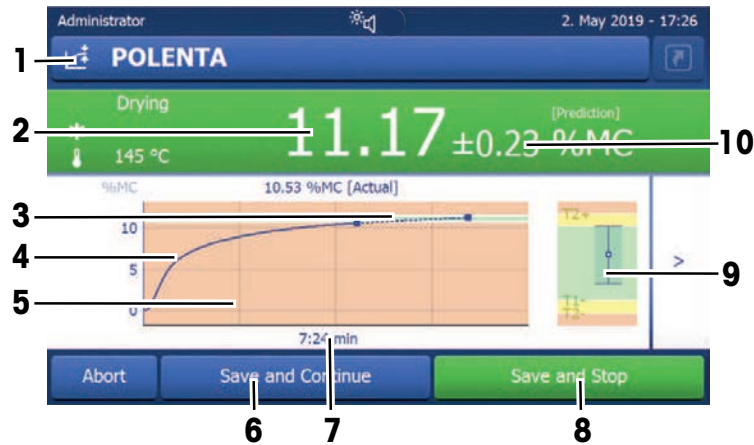 Administrator 2. May 2019 - 17:26
1
POLENTA
Drying
[Prediction]
2
11.17 ±0.23 %MC
10
145 °C
%MC
10.53 %MC [Actual]
3
10
T2+
4
5
9
>
5
0
T1-
T2-
7:24 min
Abort
Save and Continue
Save and Stop
6
7
8